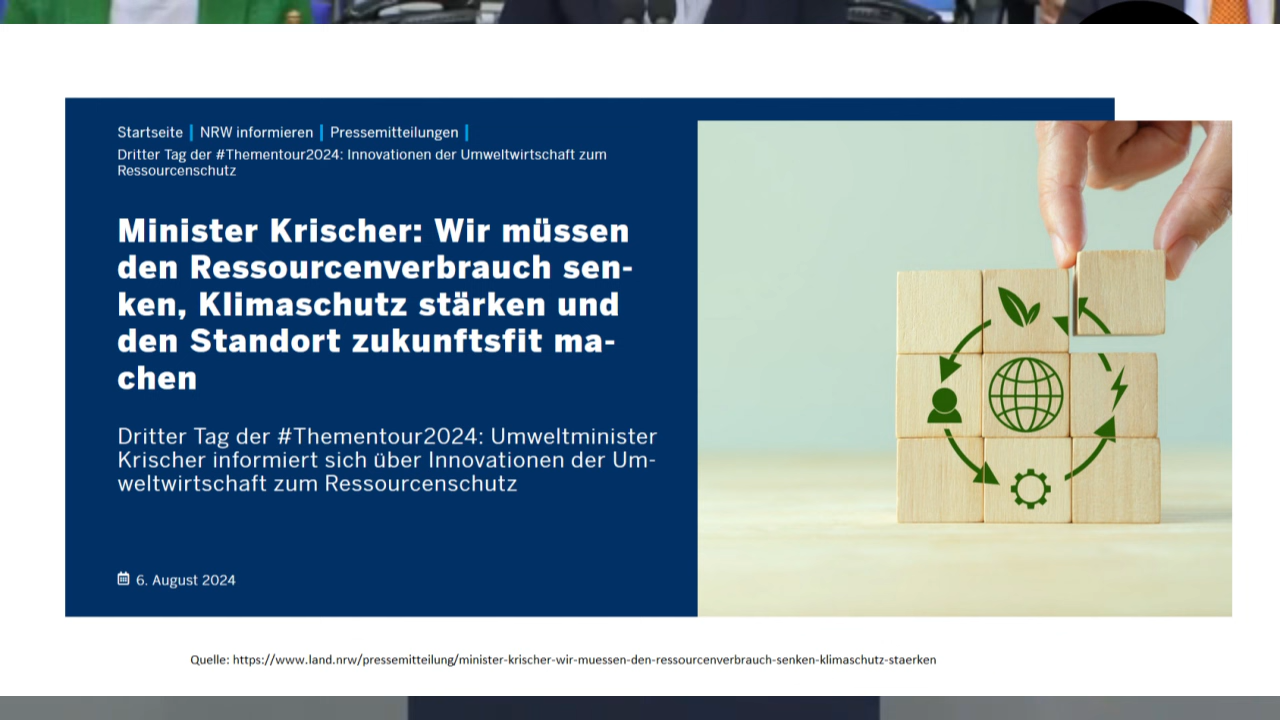 Startseite | NRW informieren | Pressemitteilungen |
Dritter Tag der #Thementour2024: Innovationen der Umweltwirtschaft zum
Ressourcenschutz
Minister Krischer: Wir müssen
den Ressourcenverbrauch sen-
ken, Klimaschutz stärken und
den Standort zukunftsfit ma-
chen
Dritter Tag der #Thementour2024: Umweltminister
Krischer informiert sich über Innovationen der Um-
weltwirtschaft zum Ressourcenschutz
6. August 2024
Quelle: https://www.land.nrw/pressemitteilung/minister-krischer-wir-muessen-den-ressourcenverbrauch-senken-klimaschutz-staerken